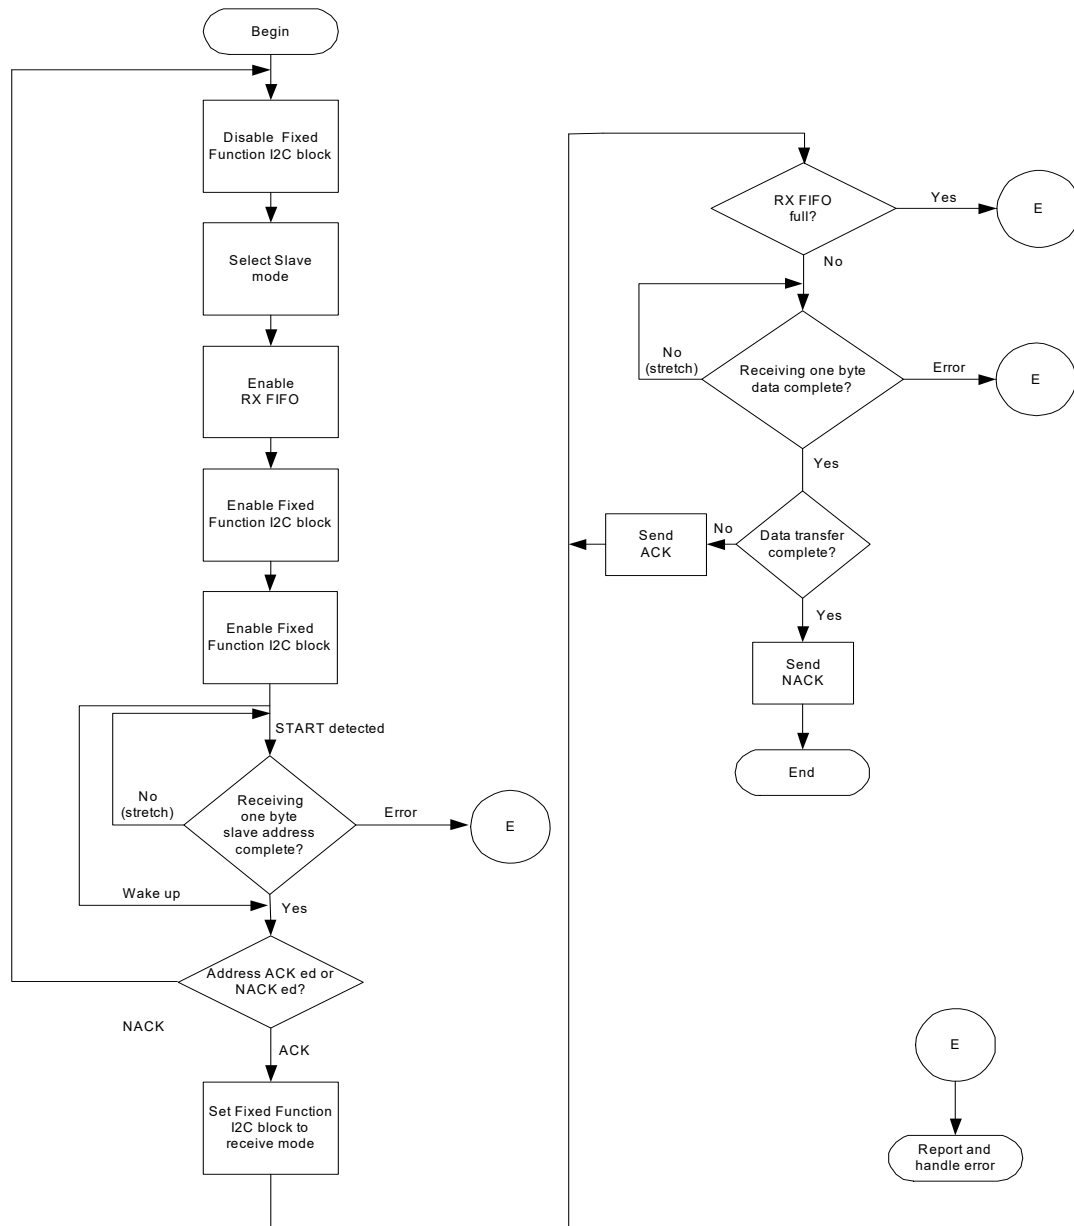 Begin
Disable Fixed
Function I2C block
Select Slave
mode
Enable
RX FIFO
Enable Fixed
Function I2C block
Enable Fixed
Function I2C block
START detected
No
(stretch)
Receiving
one byte
slave address
complete?
Error
E
Wake up
Yes
Address ACK ed or
NACK ed?
NACK
ACK
Set Fixed Function
I2C block to
receive mode
RX FIFO
full?
Yes
E
No
No
(stretch)
Receiving one byte
data complete?
Error
E
Yes
Data transfer
complete?
No
Send
ACK
Yes
Send
NACK
End
E
Report and
handle error